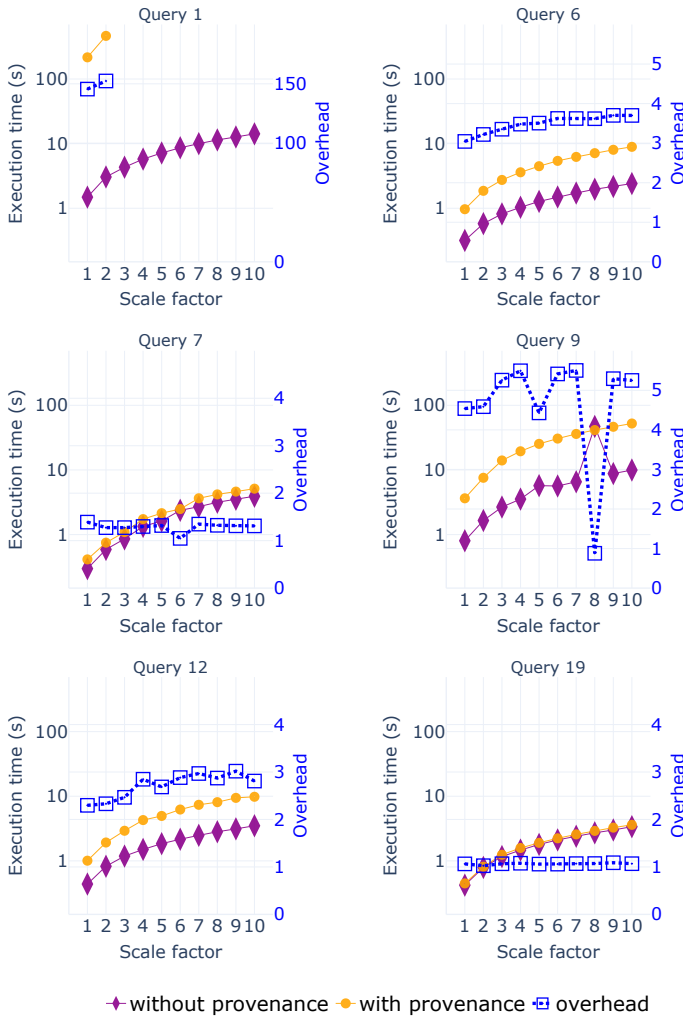 Query 1
Query 6
Execution time (s)
100
10
1
150
100
0
Overhead
1 2 3 4 5 6 7 8 9 10
Scale factor
Execution time (s)
100
10
1
5
4
3
2
1
0
Overhead
1 2 3 4 5 6 7 8 9 10
Scale factor
Query 7
Query 9
Execution time (s)
100
10
1
4
3
2
1
0
Overhead
1 2 3 4 5 6 7 8 9 10
Scale factor
Execution time (s)
100
10
1
5
4
3
2
1
0
Overhead
1 2 3 4 5 6 7 8 9 10
Scale factor
Query 12
Query 19
Execution time (s)
100
10
1
4
3
2
1
0
Overhead
1 2 3 4 5 6 7 8 9 10
Scale factor
Execution time (s)
100
10
1
4
3
2
1
0
Overhead
1 2 3 4 5 6 7 8 9 10
Scale factor
without provenance with provenance overhead